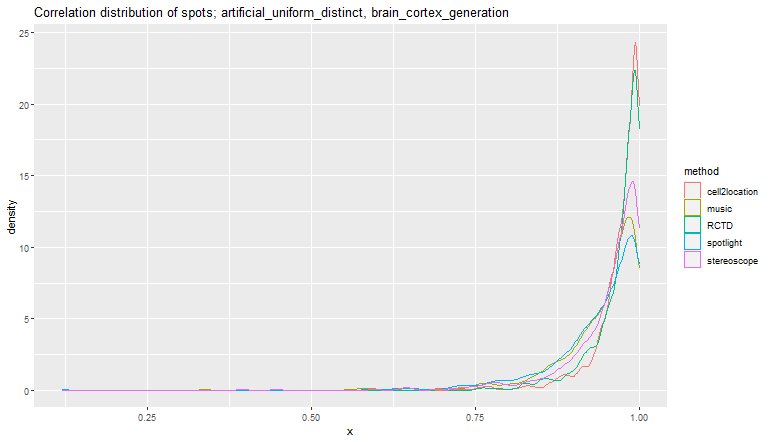 Correlation distribution of spots; artificial_uniform_distinct, brain_cortex_generation
25
20
15
10
5
0
density
0.25
0.50
0.75
1.00
x
method
cell2location
music
RCTD
spotlight
stereoscope